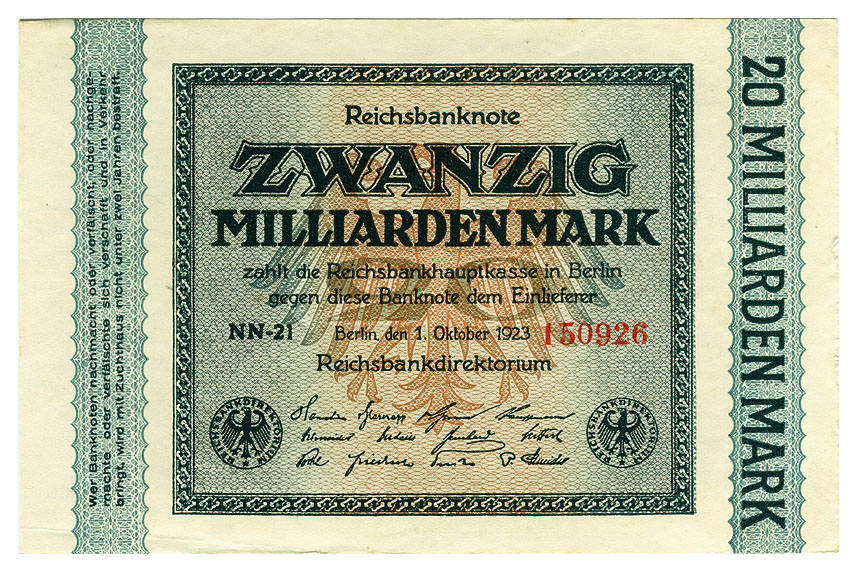 Wer Banknoten nachmacht oder verfälscht, oder nachge-
machte oder verfälschte sich verschafft und in Verkehr
bringt, wird mit Zuchthaus nicht unter zwei Jahren bestraft.
Reichsbanknote
ZWANZIG
MILLIARDEN MARK
zahlt die Reichsbankhauptkasse in Berlin
gegen diese Banknote dem Einlieferer
NN-21 Berlin, den 1. Oktober 1923 150926
Reichsbankdirektorium
REICHSBANKDIREKTORIUM
REICHSBANKDIREKTORIUM
20 MILLIARDEN MARK